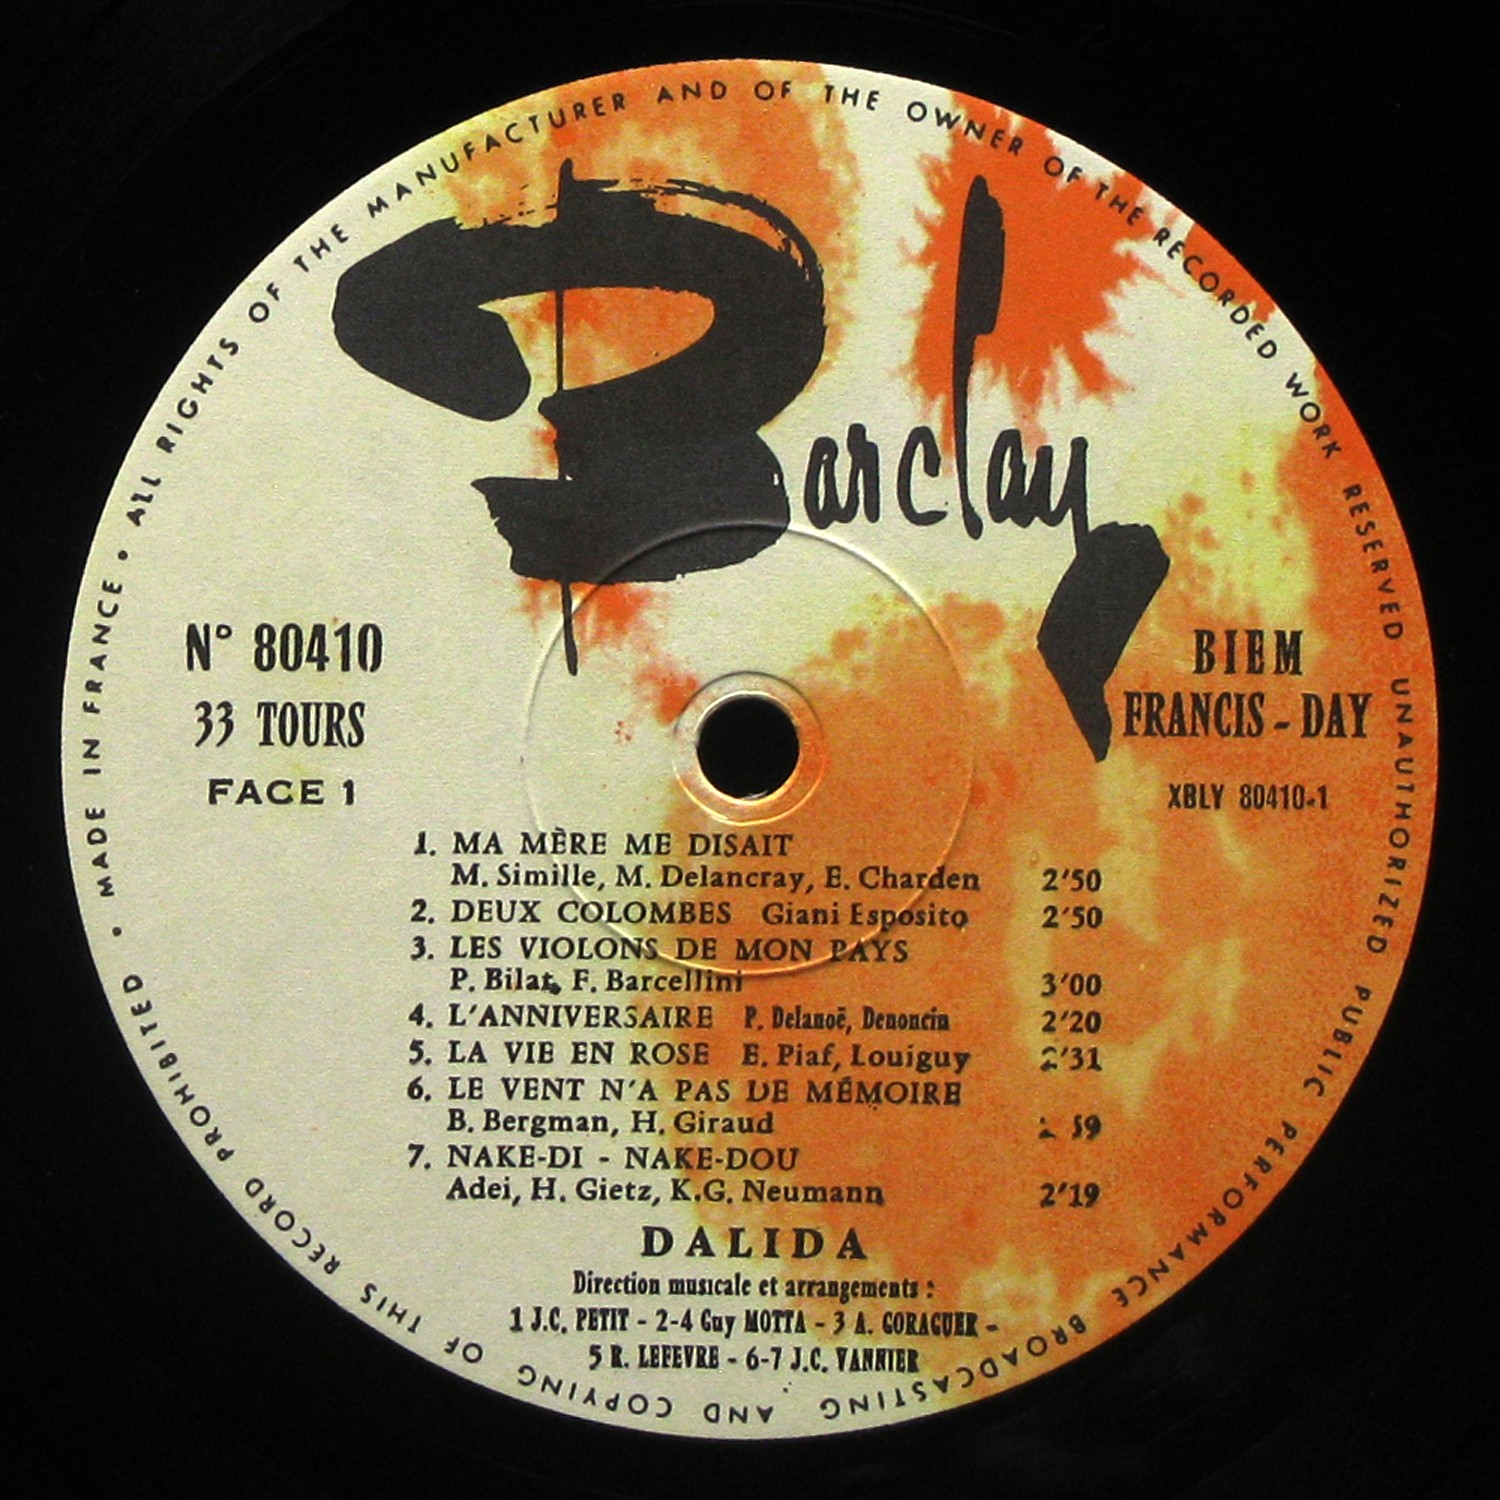 ALL RIGHTS OF THE MANUFACTURER AND OF THE OWNER OF THE RECORDED WORK RESERVED UNAUTHORIZED PUBLIC PERFORMANCE BROADCASTING AND COPYING OF THIS RECORD PROHIBITED • MADE IN FRANCE •
Barclay
N° 80410
33 TOURS
FACE 1
BIEM
FRANCIS - DAY
XBLY 80410-1
1. MA MÈRE ME DISAIT
M. Simille, M. Delancray, E. Charden 2'50
2. DEUX COLOMBES Giani Esposito 2'50
3. LES VIOLONS DE MON PAYS
P. Bilat, F. Barcellini 3'00
4. L'ANNIVERSAIRE P. Delanoë, Denoncin 2'20
5. LA VIE EN ROSE E. Piaf, Louiguy 2'31
6. LE VENT N'A PAS DE MÉMOIRE
B. Bergman, H. Giraud
7. NAKE-DI - NAKE-DOU
Adei, H. Gietz, K.G. Neumann 2'19
DALIDA
Direction musicale et arrangements :
1 J.C. PETIT - 2-4 Guy MOTTA - 3 A. GORAGUER -
5 R. LEFEVRE - 6-7 J.C. VANNIER